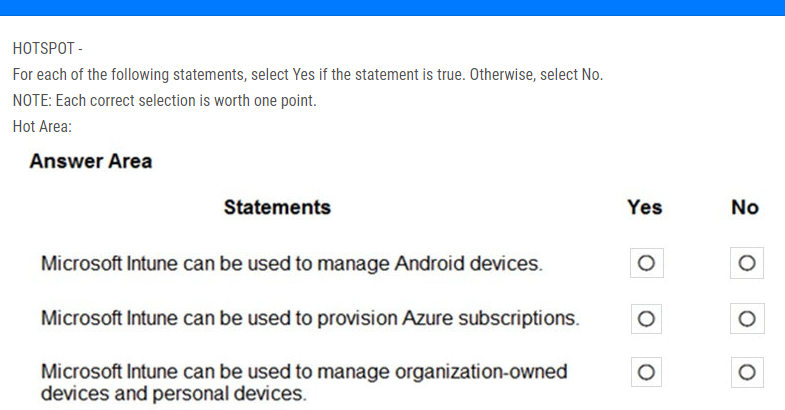 HOTSPOT -
For each of the following statements, select Yes if the statement is true. Otherwise, select No.
NOTE: Each correct selection is worth one point.
Hot Area:
Answer Area
Statements Yes No
Microsoft Intune can be used to manage Android devices.
Microsoft Intune can be used to provision Azure subscriptions.
Microsoft Intune can be used to manage organization-owned
devices and personal devices.